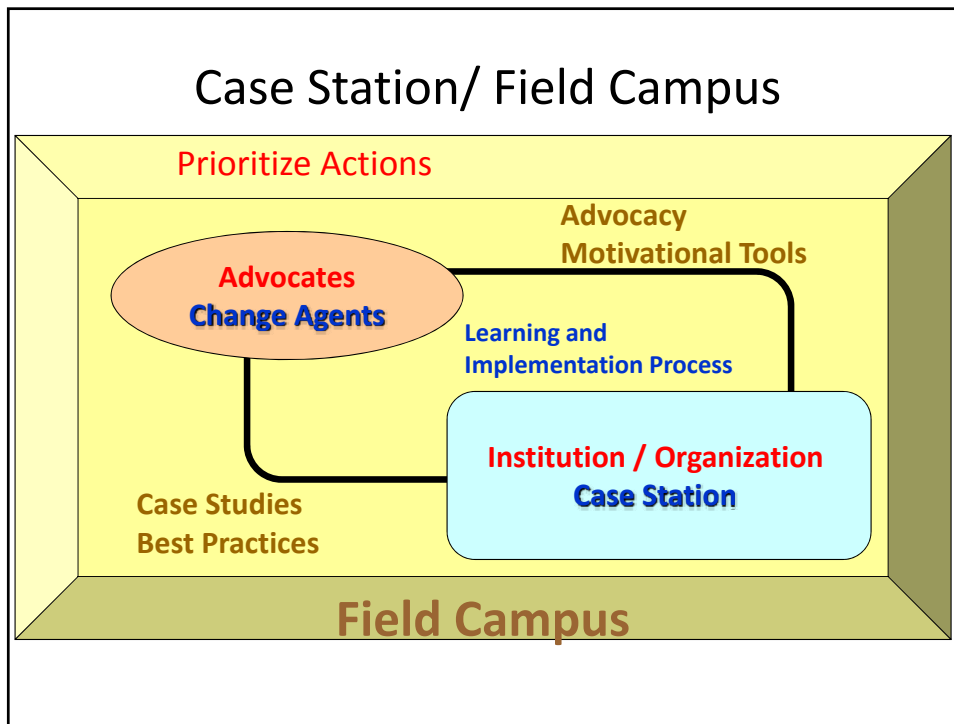 Case Station/ Field Campus
Prioritize Actions
Advocacy
Motivational Tools
Advocates
Change Agents
Learning and
Implementation Process
Institution / Organization
Case Station
Case Studies
Best Practices
Field Campus